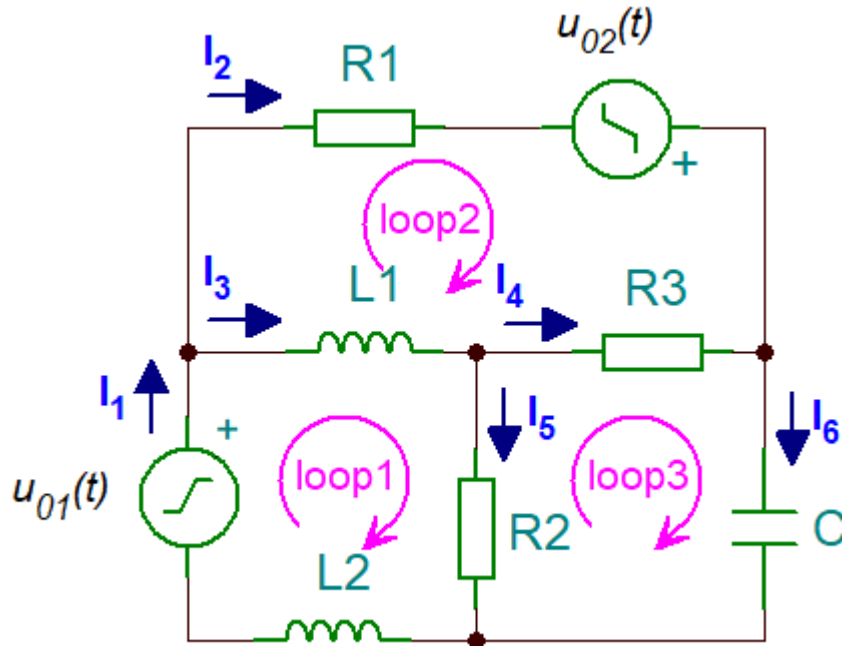 u02(t)
I2
R1
+
loop2
I3
L1
I4
R3
I1
+
I5
I6
u01(t)
loop1
loop3
R2
C
L2